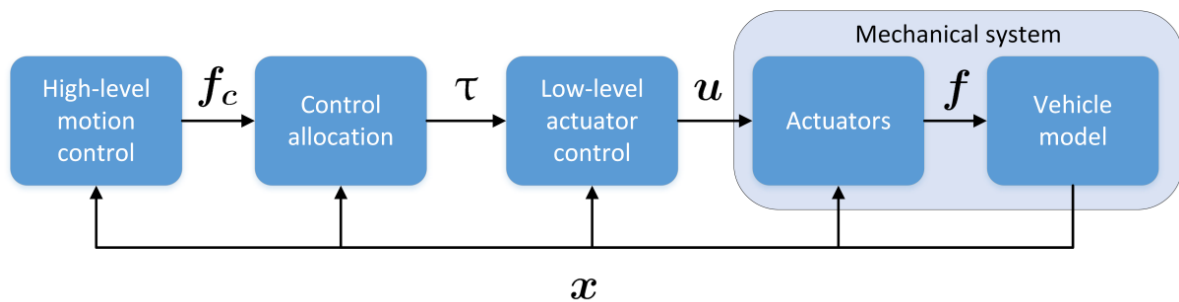 Mechanical system
High-level
motion
control
f_c
Control
allocation
τ
Low-level
actuator
control
u
Actuators
f
Vehicle
model
x